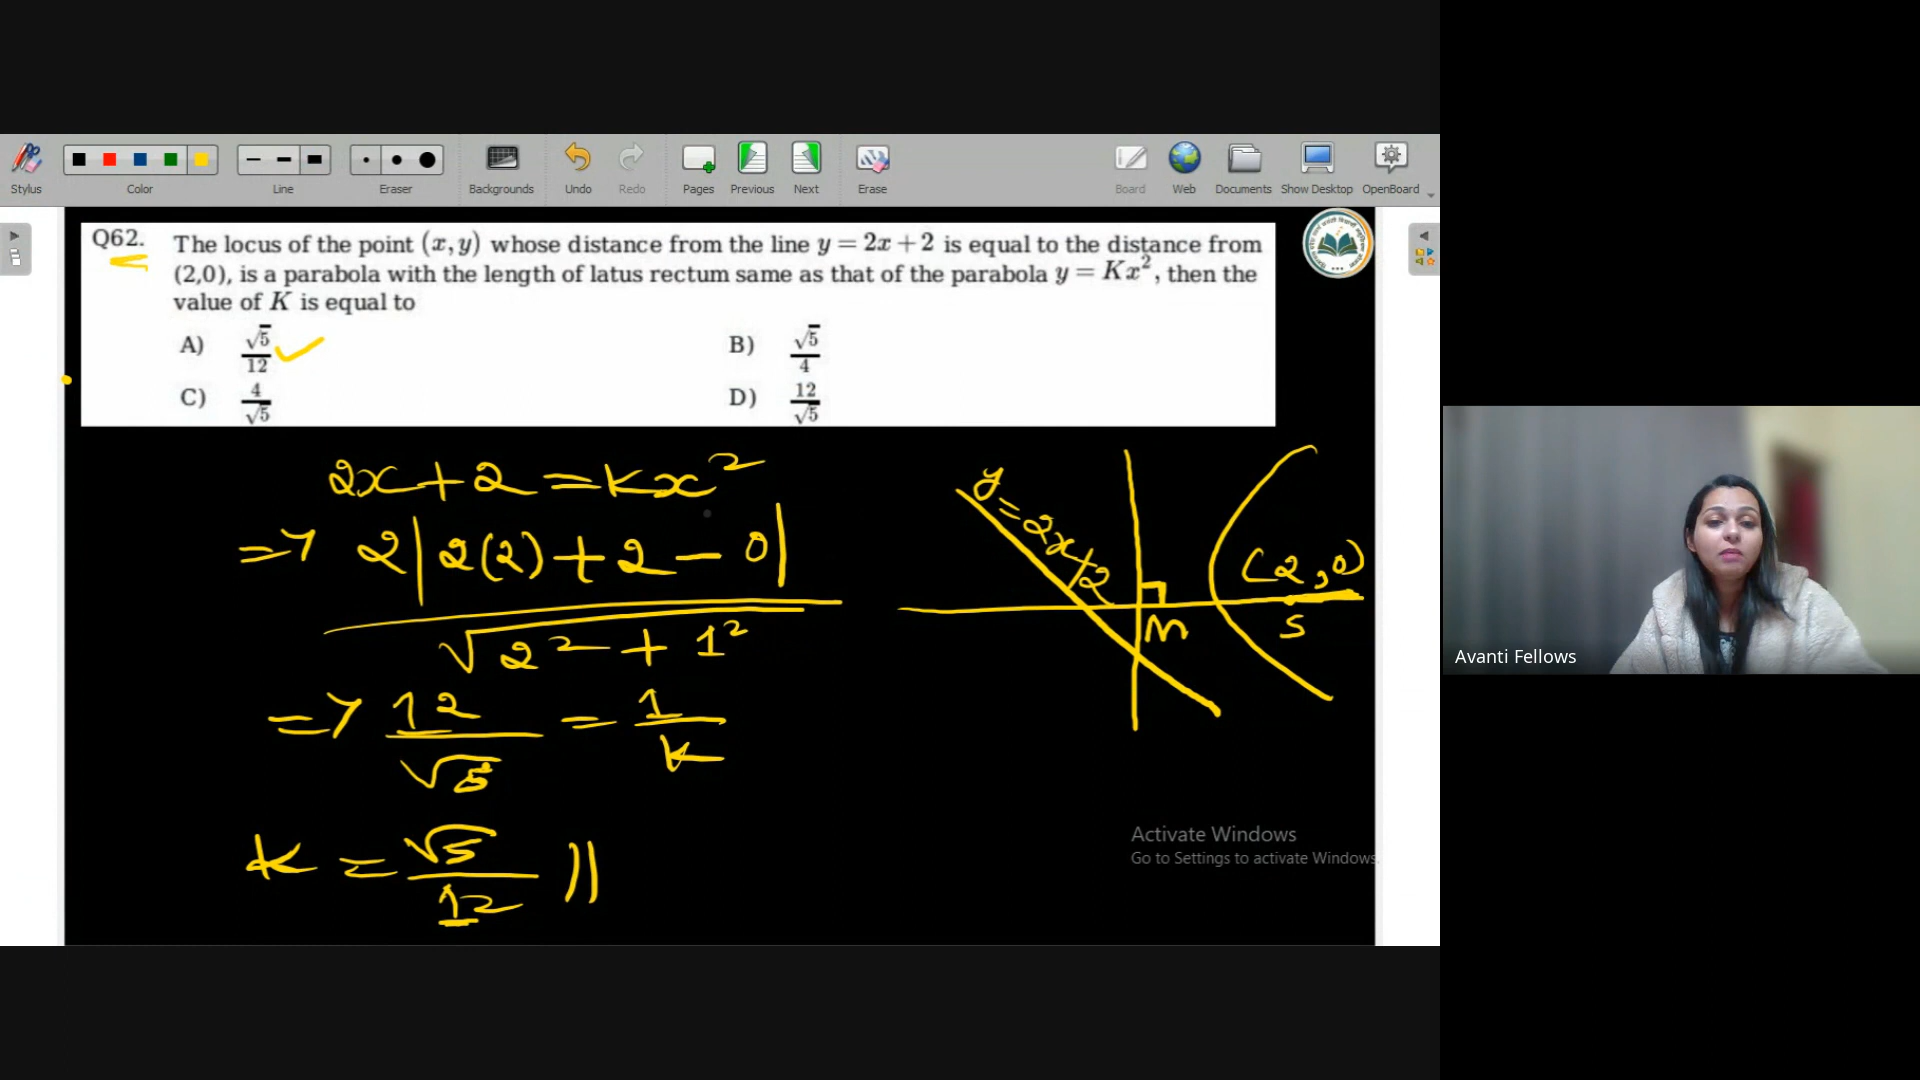 Stylus
Color
Line
Eraser
Backgrounds
Undo
Redo
Pages
Previous
Next
Erase
Board
Web
Documents
Show Desktop
OpenBoard
Q62. The locus of the point (x, y) whose distance from the line y = 2x + 2 is equal to the distance from
(2,0), is a parabola with the length of latus rectum same as that of the parabola y = Kx², then the
value of K is equal to
A) √5/12 ✓ B) √5/4
C) 4/√5 D) 12/√5
2x+2 = kx²
=> 2|2(2)+2-0|
√2²+1²
=> 12/√5 = 1/k
k = √5/12 //
y = 2x+2
(2,0)
M
S
Activate Windows
Go to Settings to activate Windows.
Avanti Fellows